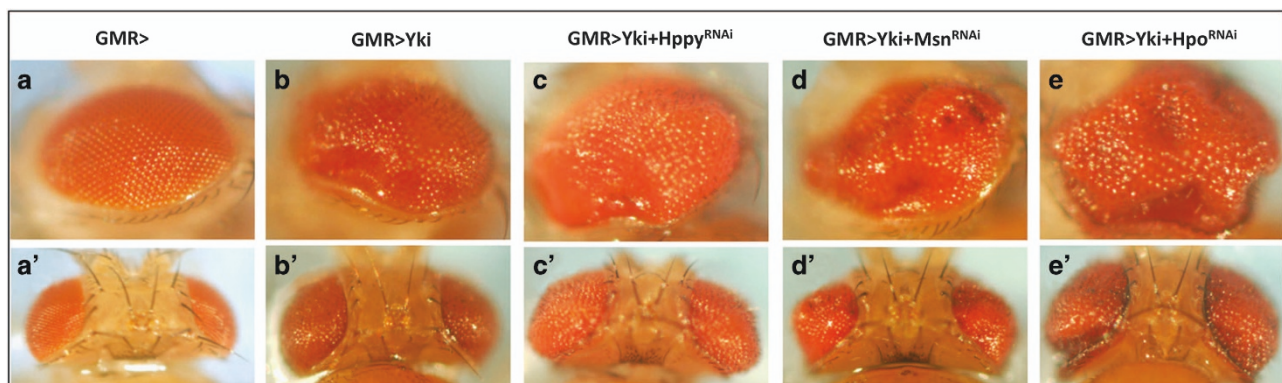 GMR> GMR>Yki GMR>Yki+Hppy^RNAi GMR>Yki+Msn^RNAi GMR>Yki+Hpo^RNAi
a b c d e
a' b' c' d' e'